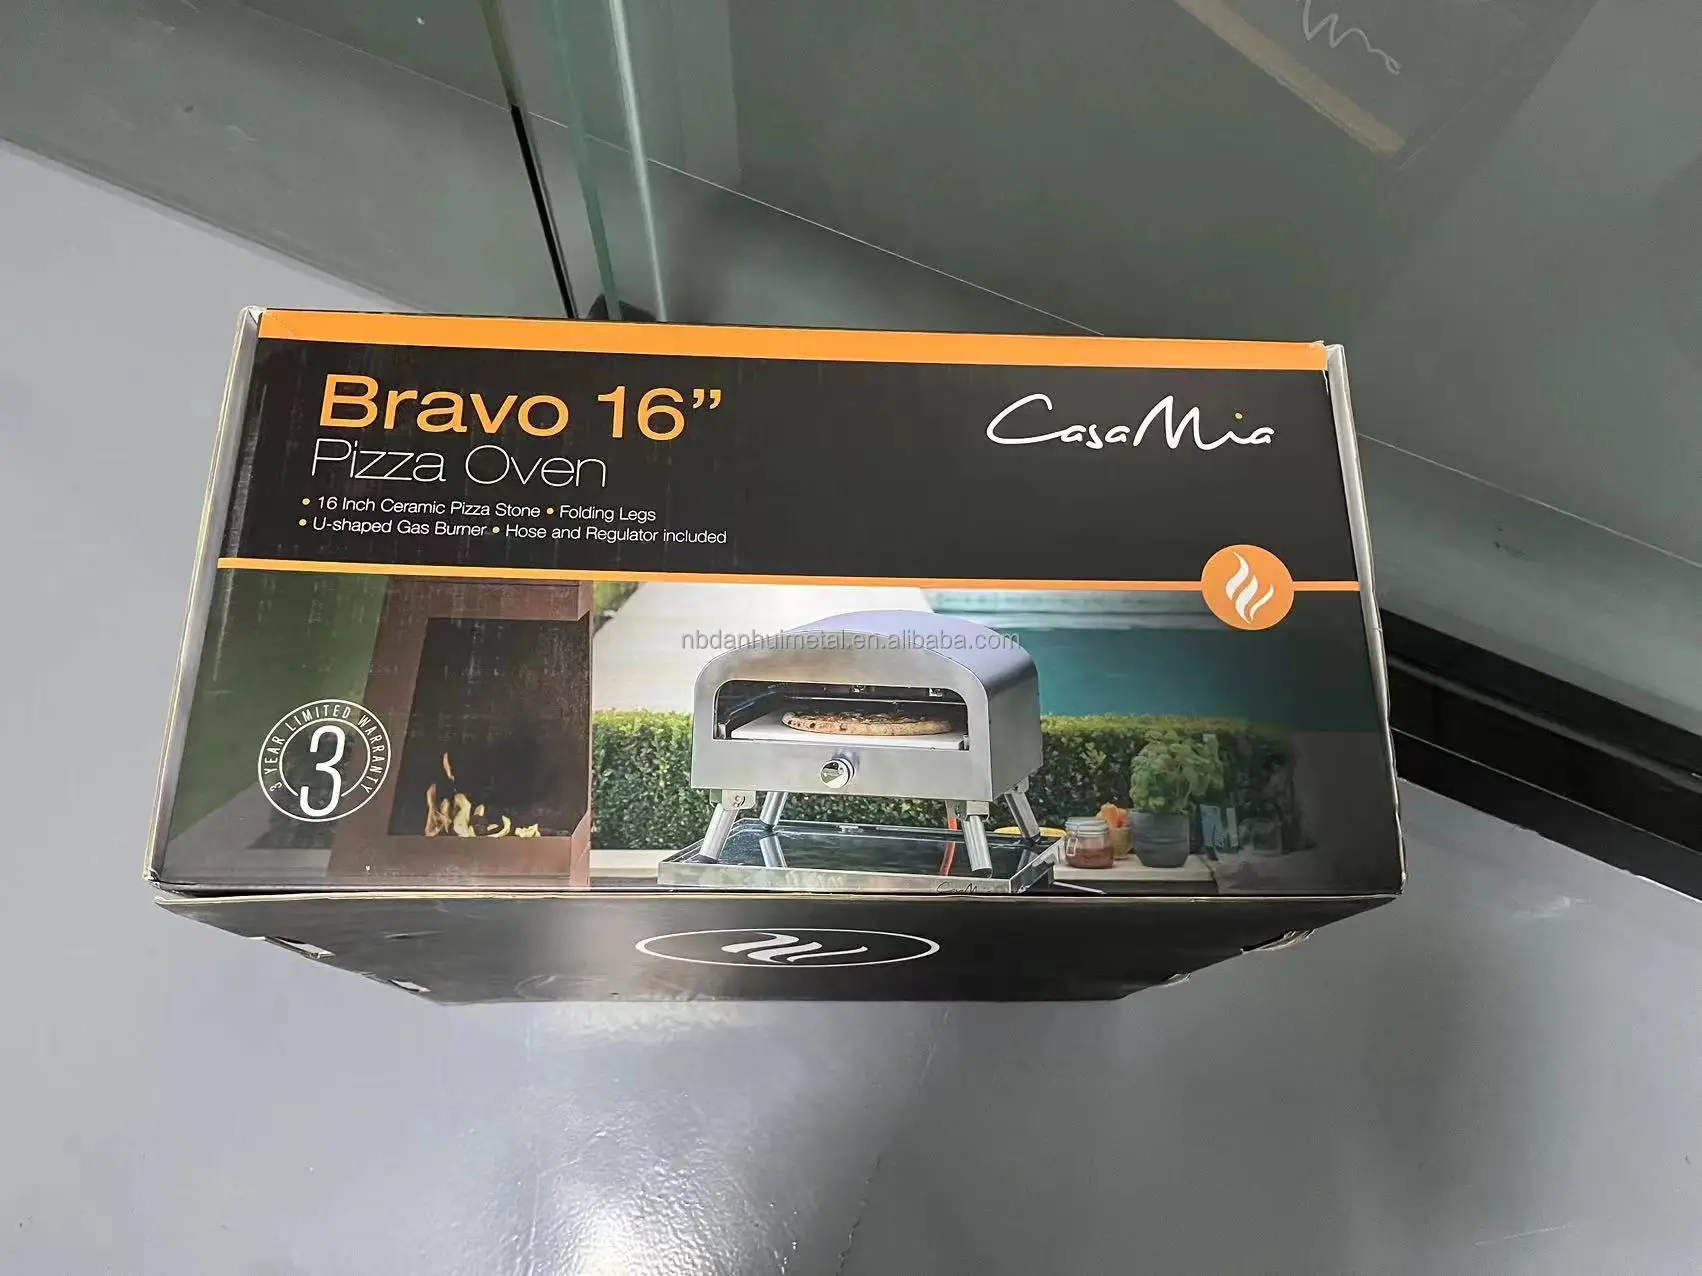 Bravo 16”
Pizza Oven
• 16 Inch Ceramic Pizza Stone • Folding Legs
• U-shaped Gas Burner • Hose and Regulator included
CasaMia
nbdanhuimetal.en.alibaba.com
3 YEAR LIMITED WARRANTY
3